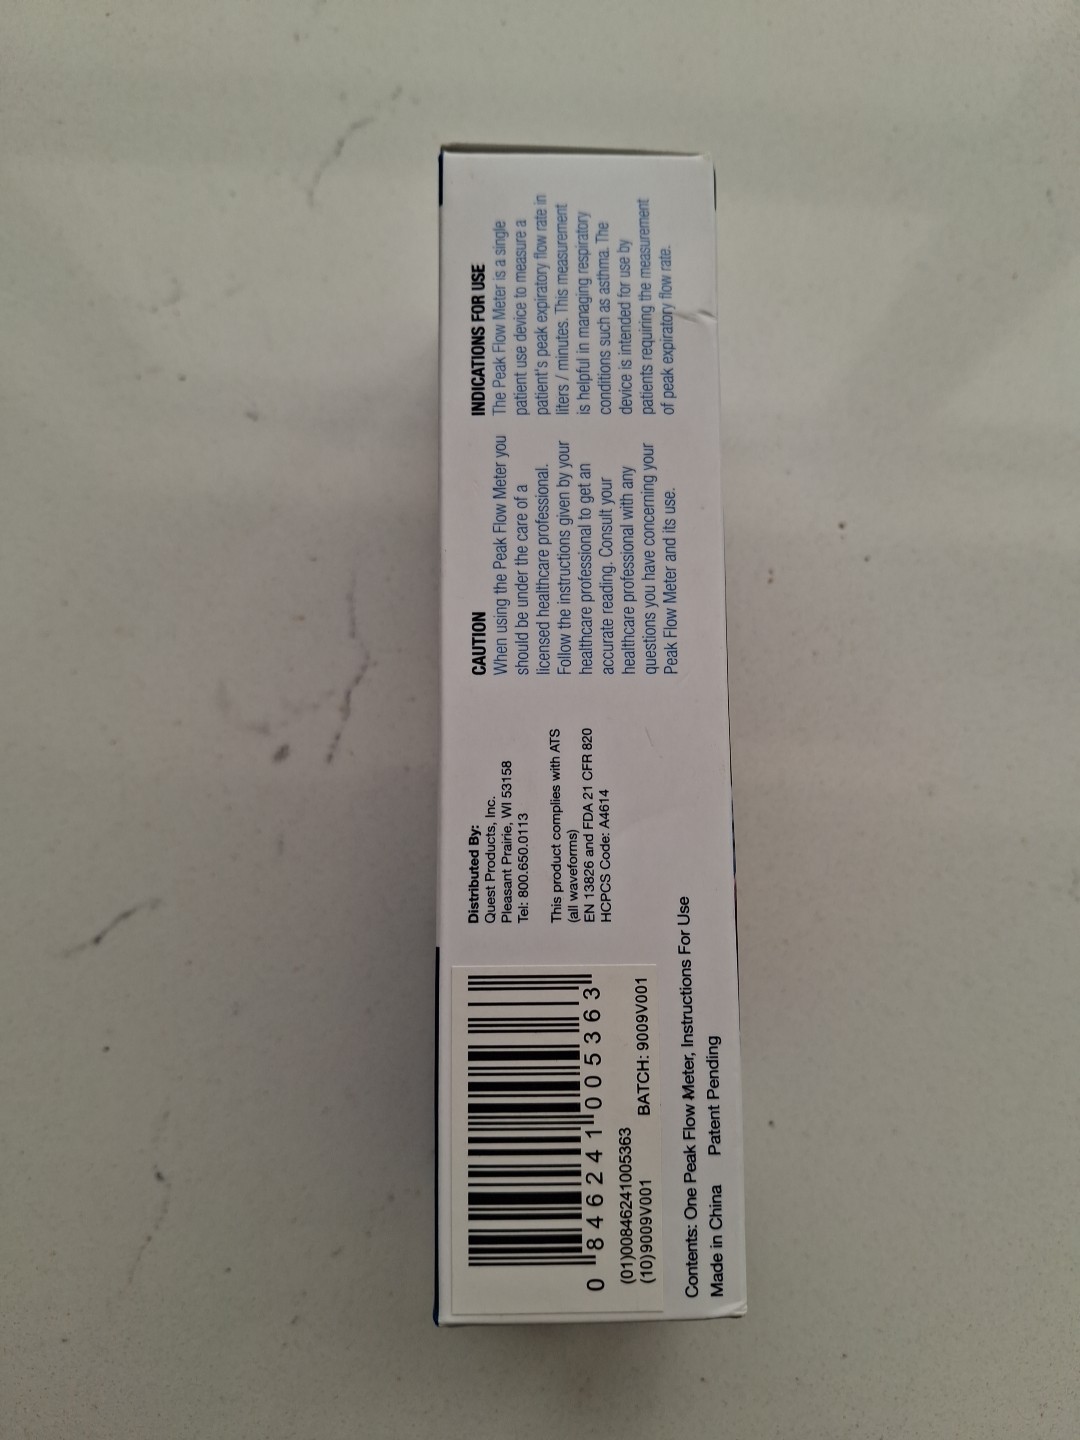 0 84624100536 3
(01)00846241005363
(10)9009V001 BATCH: 9009V001
Contents: One Peak Flow Meter, Instructions For Use
Made in China Patent Pending
Distributed By:
Quest Products, Inc.
Pleasant Prairie, WI 53158
Tel: 800.650.0113
This product complies with ATS
(all waveforms)
EN 13826 and FDA 21 CFR 820
HCPCS Code: A4614
CAUTION
When using the Peak Flow Meter you
should be under the care of a
licensed healthcare professional.
Follow the instructions given by your
healthcare professional to get an
accurate reading. Consult your
healthcare professional with any
questions you have concerning your
Peak Flow Meter and its use.
INDICATIONS FOR USE
The Peak Flow Meter is a single
patient use device to measure a
patient's peak expiratory flow rate in
liters / minutes. This measurement
is helpful in managing respiratory
conditions such as asthma. The
device is intended for use by
patients requiring the measurement
of peak expiratory flow rate.